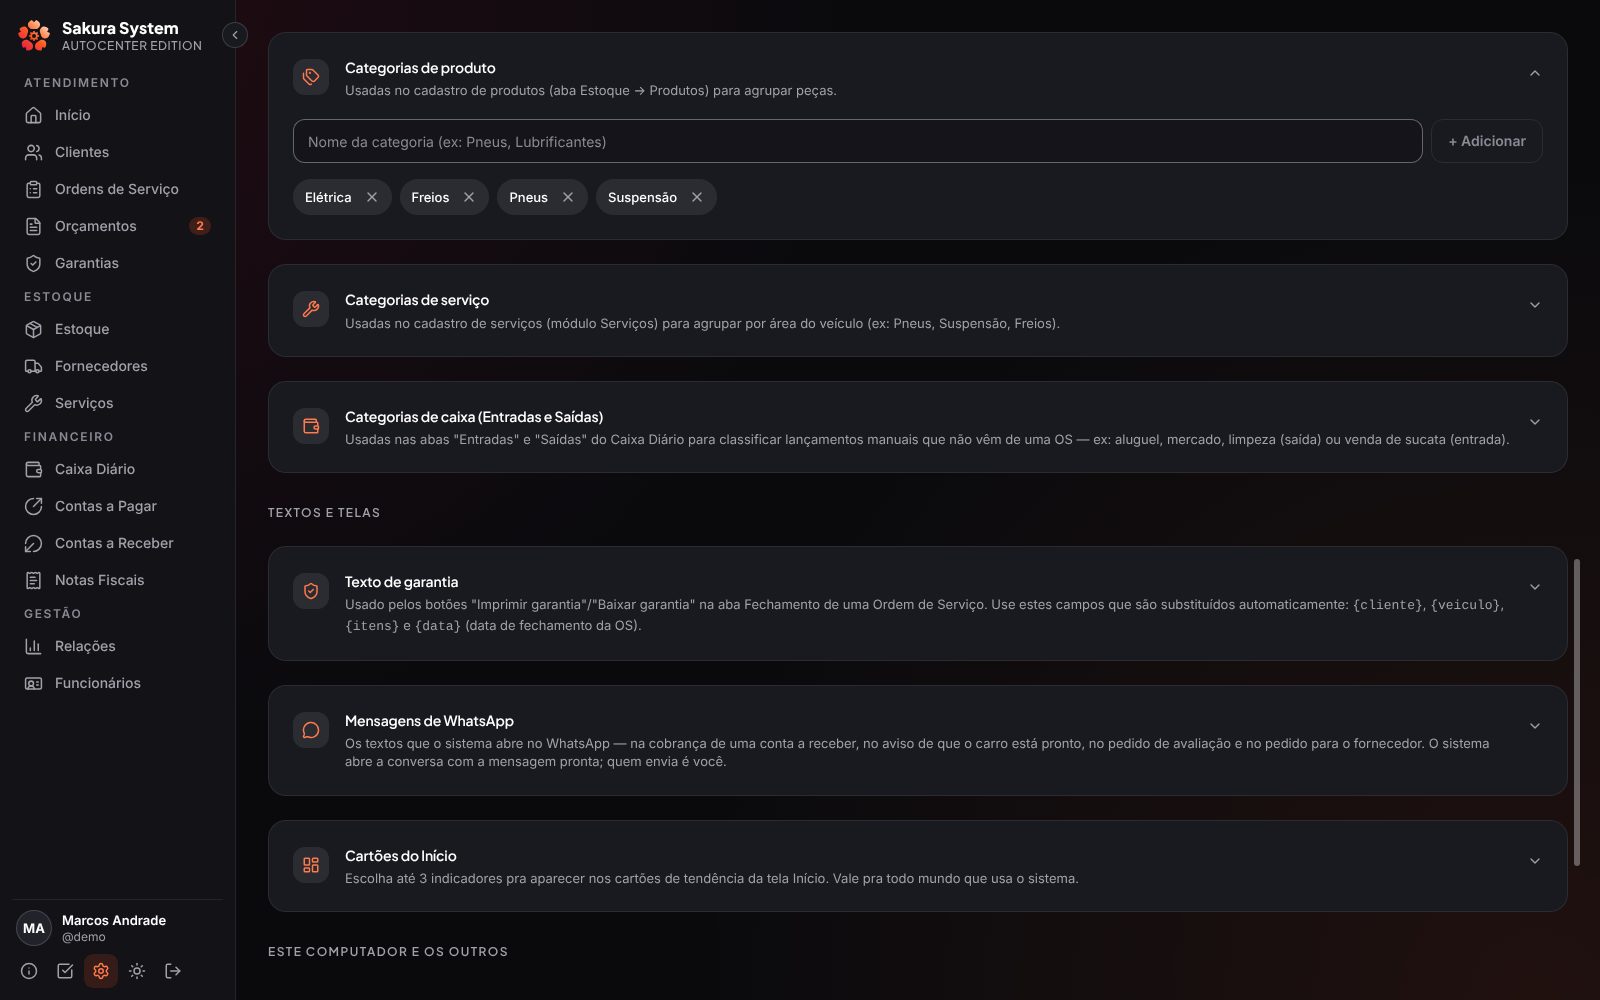 Sakura System
AUTOCENTER EDITION
ATENDIMENTO
Início
Clientes
Ordens de Serviço
Orçamentos 2
Garantias
ESTOQUE
Estoque
Fornecedores
Serviços
FINANCEIRO
Caixa Diário
Contas a Pagar
Contas a Receber
Notas Fiscais
GESTÃO
Relações
Funcionários
MA
Marcos Andrade
@demo
Categorias de produto
Usadas no cadastro de produtos (aba Estoque → Produtos) para agrupar peças.
Nome da categoria (ex: Pneus, Lubrificantes)
+ Adicionar
Elétrica × Freios × Pneus × Suspensão ×
Categorias de serviço
Usadas no cadastro de serviços (módulo Serviços) para agrupar por área do veículo (ex: Pneus, Suspensão, Freios).
Categorias de caixa (Entradas e Saídas)
Usadas nas abas "Entradas" e "Saídas" do Caixa Diário para classificar lançamentos manuais que não vêm de uma OS — ex: aluguel, mercado, limpeza (saída) ou venda de sucata (entrada).
TEXTOS E TELAS
Texto de garantia
Usado pelos botões "Imprimir garantia"/"Baixar garantia" na aba Fechamento de uma Ordem de Serviço. Use estes campos que são substituídos automaticamente: {cliente}, {veiculo},
{itens} e {data} (data de fechamento da OS).
Mensagens de WhatsApp
Os textos que o sistema abre no WhatsApp — na cobrança de uma conta a receber, no aviso de que o carro está pronto, no pedido de avaliação e no pedido para o fornecedor. O sistema
abre a conversa com a mensagem pronta; quem envia é você.
Cartões do Início
Escolha até 3 indicadores pra aparecer nos cartões de tendência da tela Início. Vale pra todo mundo que usa o sistema.
ESTE COMPUTADOR E OS OUTROS